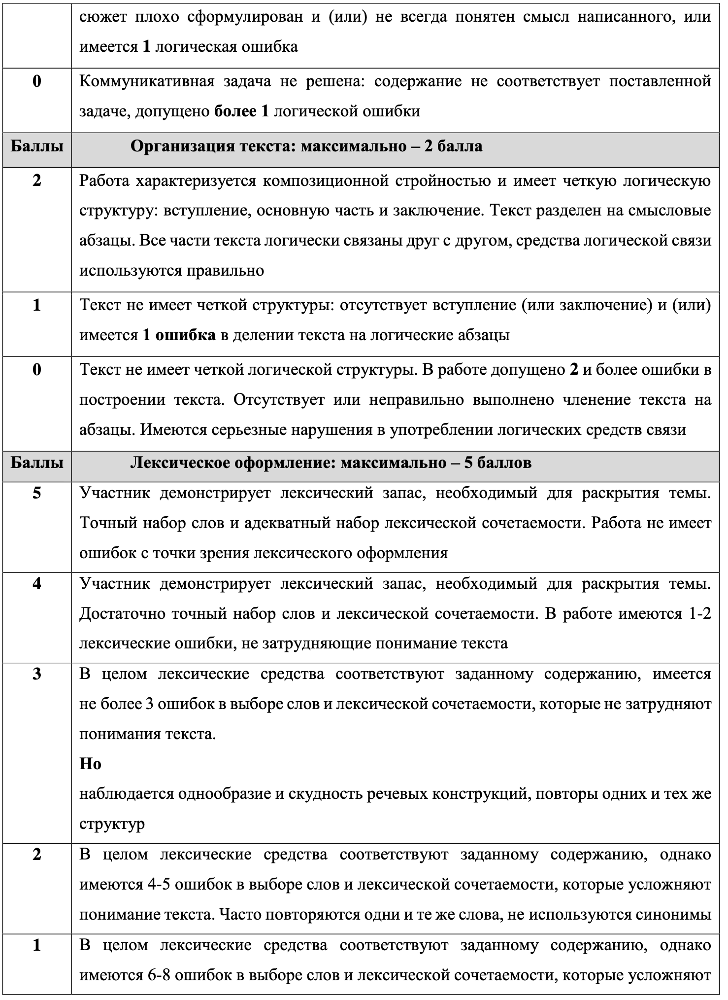 сюжет плохо сформулирован и (или) не всегда понятен смысл написанного, или
имеется 1 логическая ошибка
0 Коммуникативная задача не решена: содержание не соответствует поставленной
задаче, допущено более 1 логической ошибки
Баллы Организация текста: максимально – 2 балла
2 Работа характеризуется композиционной стройностью и имеет четкую логическую
структуру: вступление, основную часть и заключение. Текст разделен на смысловые
абзацы. Все части текста логически связаны друг с другом, средства логической связи
используются правильно
1 Текст не имеет четкой структуры: отсутствует вступление (или заключение) и (или)
имеется 1 ошибка в делении текста на логические абзацы
0 Текст не имеет четкой логической структуры. В работе допущено 2 и более ошибки в
построении текста. Отсутствует или неправильно выполнено членение текста на
абзацы. Имеются серьезные нарушения в употреблении логических средств связи
Баллы Лексическое оформление: максимально – 5 баллов
5 Участник демонстрирует лексический запас, необходимый для раскрытия темы.
Точный набор слов и адекватный набор лексической сочетаемости. Работа не имеет
ошибок с точки зрения лексического оформления
4 Участник демонстрирует лексический запас, необходимый для раскрытия темы.
Достаточно точный набор слов и лексической сочетаемости. В работе имеются 1-2
лексические ошибки, не затрудняющие понимание текста
3 В целом лексические средства соответствуют заданному содержанию, имеется
не более 3 ошибок в выборе слов и лексической сочетаемости, которые не затрудняют
понимания текста.
Но
наблюдается однообразие и скудность речевых конструкций, повторы одних и тех же
структур
2 В целом лексические средства соответствуют заданному содержанию, однако
имеются 4-5 ошибок в выборе слов и лексической сочетаемости, которые усложняют
понимание текста. Часто повторяются одни и те же слова, не используются синонимы
1 В целом лексические средства соответствуют заданному содержанию, однако
имеются 6-8 ошибок в выборе слов и лексической сочетаемости, которые усложняют